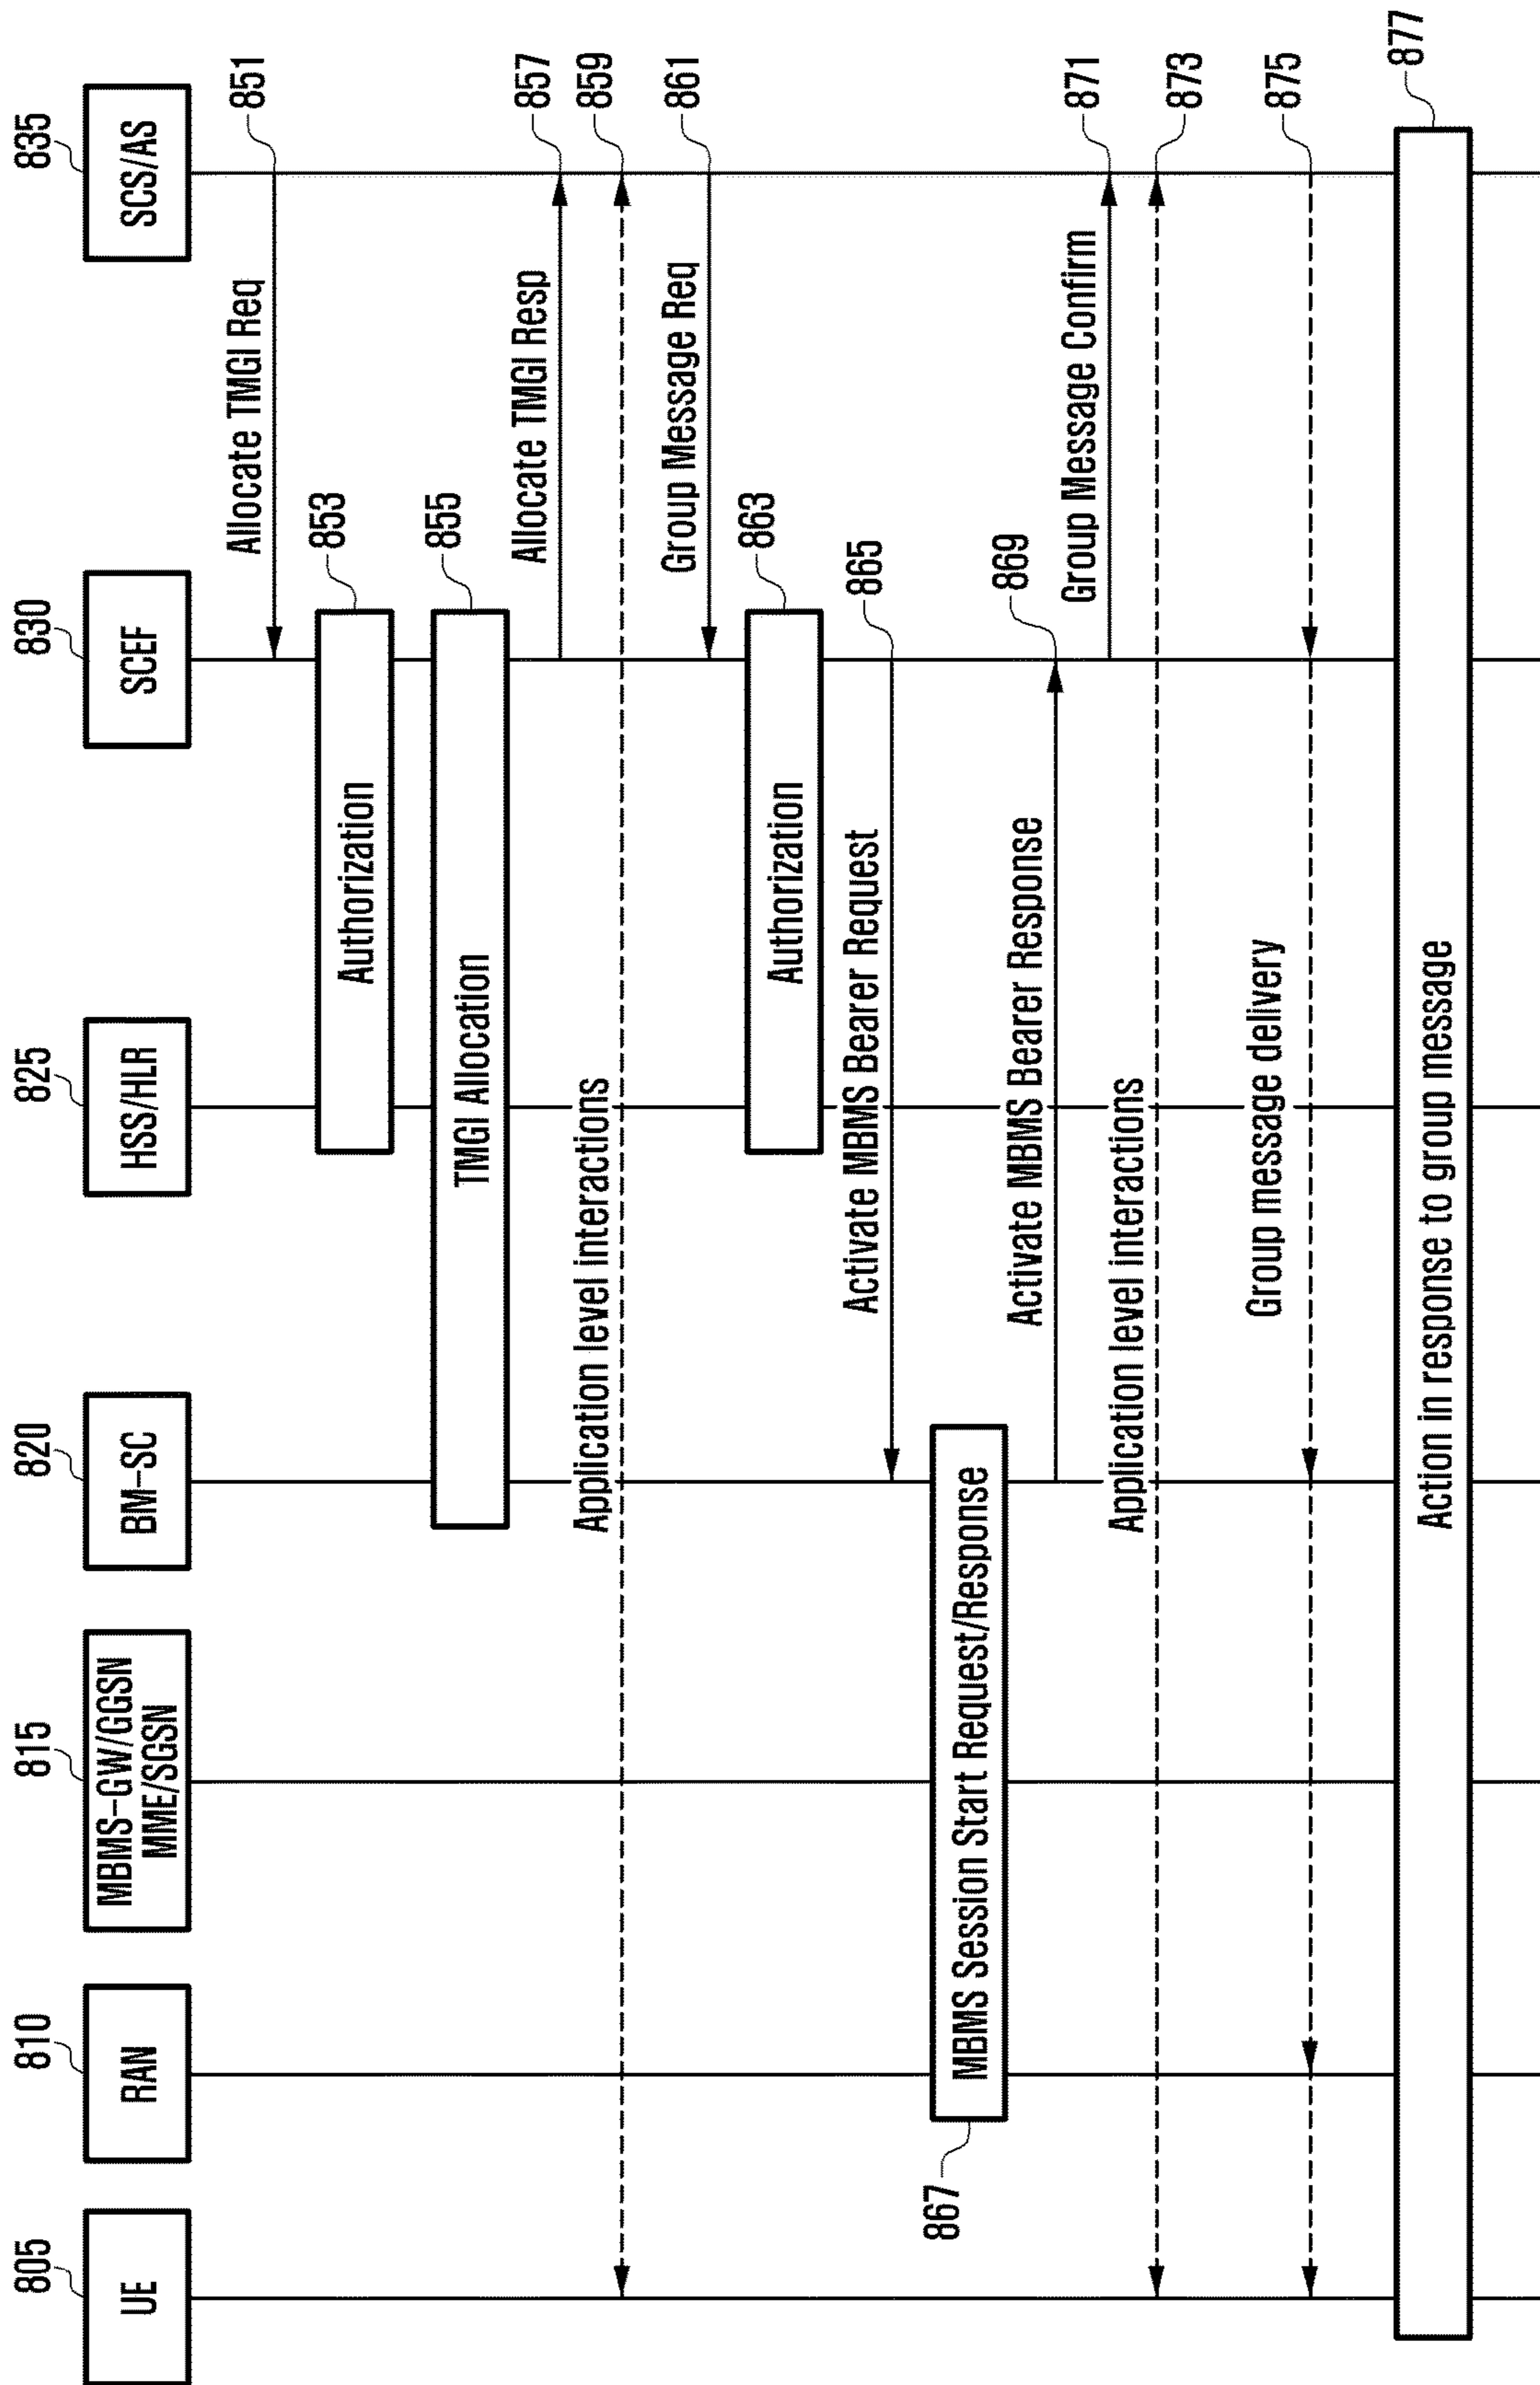 805
810
815
820
825
830
835
UE
RAN
MBMS-GW/GGSN
MME/SGSN
BM-SC
HSS/HLR
SCEF
SCS/AS
Allocate TMGI Req
851
Authorization
853
TMGI Allocation
855
Allocate TMGI Resp
857
Application level interactions
859
Group Message Req
861
Authorization
863
Activate MBMS Bearer Request
865
MBMS Session Start Request/Response
867
Activate MBMS Bearer Response
869
Group Message Confirm
871
Application level interactions
873
Group message delivery
875
Action in response to group message
877